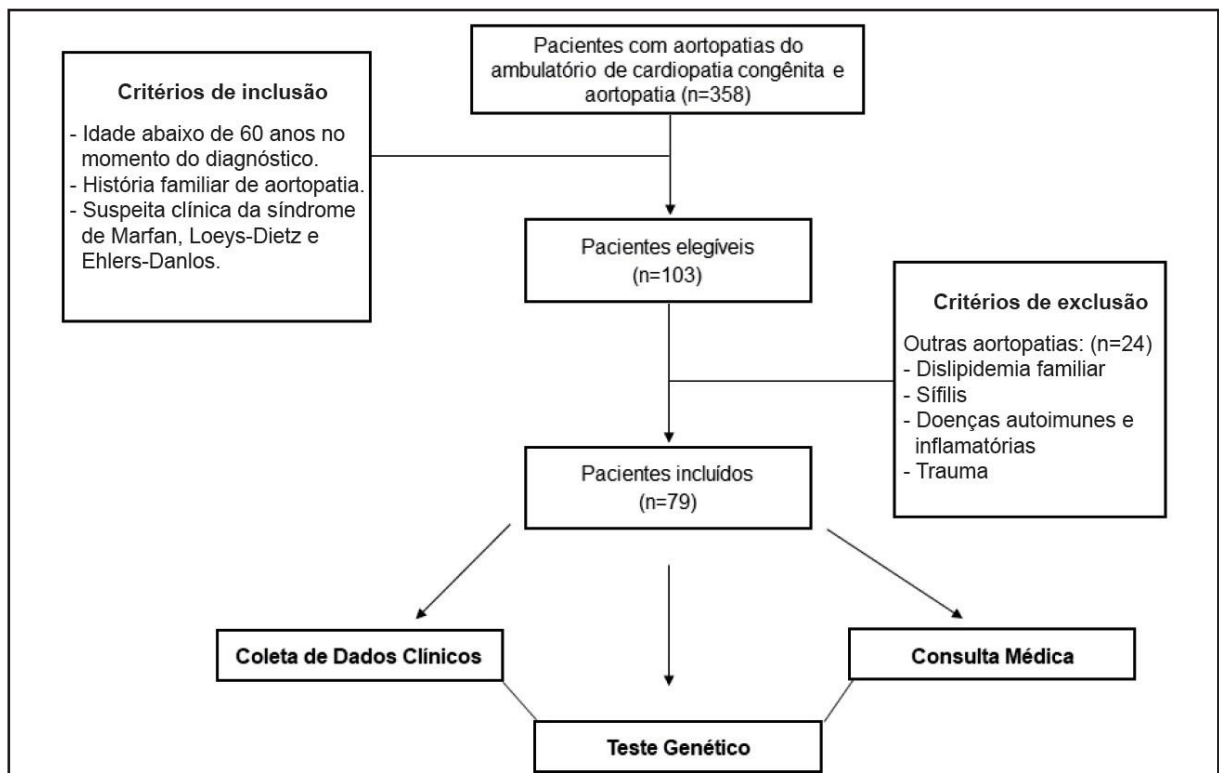 Pacientes com aortopatias do
ambulatório de cardiopatia congênita e
aortopatia (n=358)
Critérios de inclusão
- Idade abaixo de 60 anos no
momento do diagnóstico.
- História familiar de aortopatia.
- Suspeita clínica da síndrome
de Marfan, Loeys-Dietz e
Ehlers-Danlos.
Pacientes elegíveis
(n=103)
Critérios de exclusão
Outras aortopatias: (n=24)
- Dislipidemia familiar
- Sífilis
- Doenças autoimunes e
inflamatórias
- Trauma
Pacientes incluídos
(n=79)
Coleta de Dados Clínicos
Consulta Médica
Teste Genético